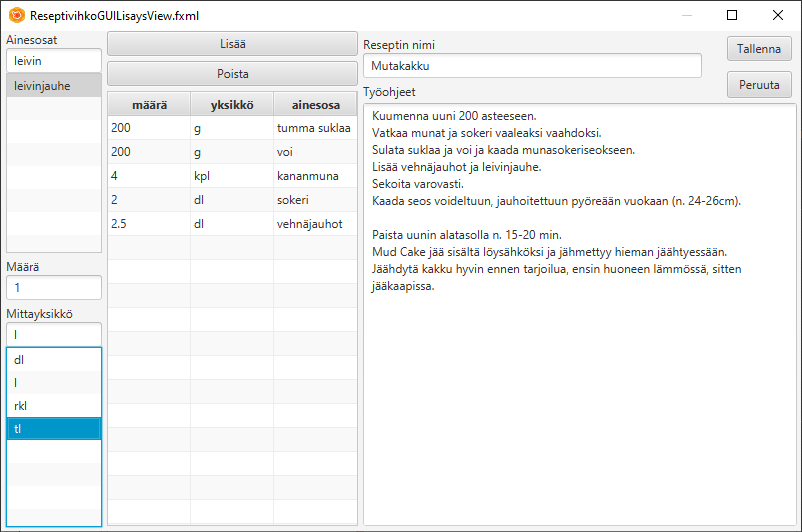 ReseptivihkoGUILisaysView.fxml
Ainesosat
leivin
leivinjauhe
Määrä
1
Mittayksikkö
l
dl
l
rkl
tl
Lisää
Poista
määrä yksikkö ainesosa
200 g tumma suklaa
200 g voi
4 kpl kananmuna
2 dl sokeri
2.5 dl vehnäjauhot
Reseptin nimi
Mutakakku
Tallenna
Peruuta
Työohjeet
Kuumenna uuni 200 asteeseen.
Vatkaa munat ja sokeri vaaleaksi vaahdoksi.
Sulata suklaa ja voi ja kaada munasokeriseokseen.
Lisää vehnäjauhot ja leivinjauhe.
Sekoita varovasti.
Kaada seos voideltuun, jauhoitettuun pyöreään vuokaan (n. 24-26cm).
Paista uunin alatasolla n. 15-20 min.
Mud Cake jää sisältä löysähköksi ja jähmettyy hieman jäähtyessään.
Jäähdytä kakku hyvin ennen tarjoilua, ensin huoneen lämmössä, sitten
jääkaapissa.